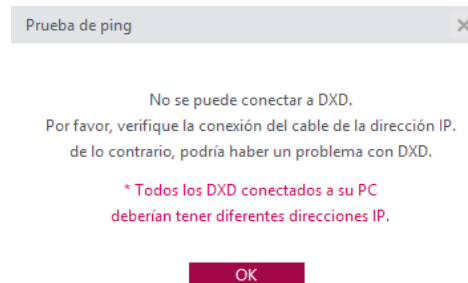 Prueba de ping
No se puede conectar a DXD.
Por favor, verifique la conexión del cable de la dirección IP.
de lo contrario, podría haber un problema con DXD.
* Todos los DXD conectados a su PC
deberían tener diferentes direcciones IP.
OK